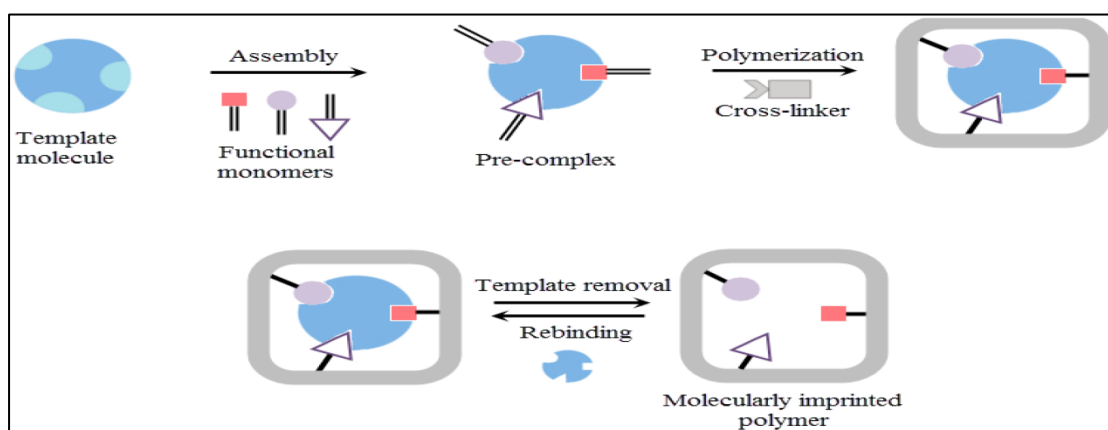 Assembly
Polymerization
Template
molecule
Functional
monomers
Pre-complex
Cross-linker
Template removal
Rebinding
Molecularly imprinted
polymer